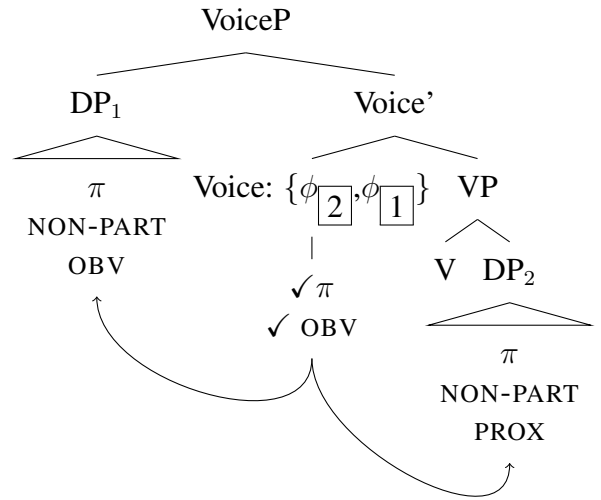 VoiceP
DP₁ Voice’
Voice: {ϕ2,ϕ1} VP
π
NON-PART
OBV
✓π
✓ OBV
V DP₂
π
NON-PART
PROX